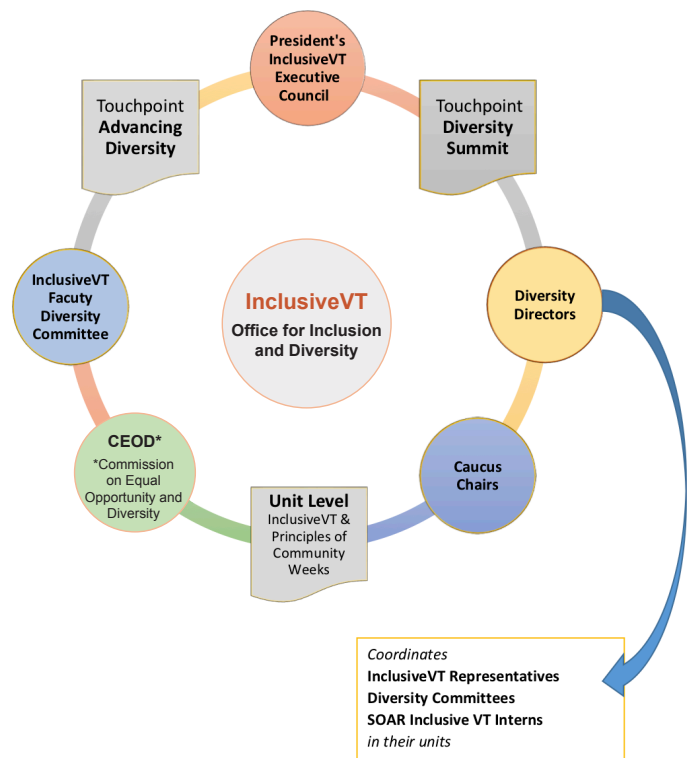 President's
InclusiveVT
Executive
Council
Touchpoint
Advancing
Diversity
Touchpoint
Diversity
Summit
InclusiveVT
Facuty
Diversity
Committee
InclusiveVT
Office for Inclusion
and Diversity
Diversity
Directors
CEOD*
*Commission
on Equal
Opportunity and
Diversity
Caucus
Chairs
Unit Level
InclusiveVT &
Principles of
Community
Weeks
Coordinates
InclusiveVT Representatives
Diversity Committees
SOAR Inclusive VT Interns
in their units